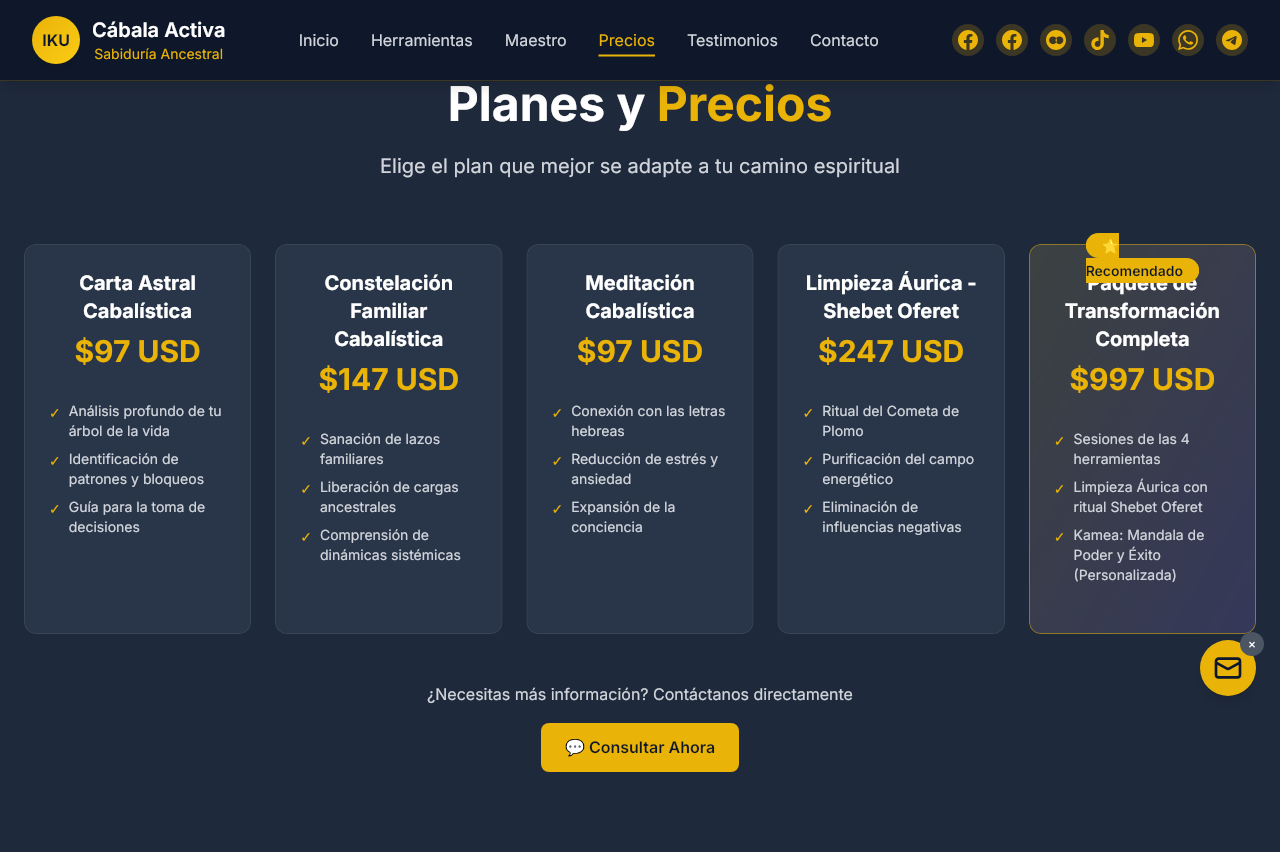 IKU
Cábala Activa
Sabiduría Ancestral
Inicio
Herramientas
Maestro
Precios
Testimonios
Contacto
Planes y Precios
Elige el plan que mejor se adapte a tu camino espiritual
Carta Astral
Cabalística
$97 USD
✓ Análisis profundo de tu
árbol de la vida
✓ Identificación de
patrones y bloqueos
✓ Guía para la toma de
decisiones
Constelación
Familiar
Cabalística
$147 USD
✓ Sanación de lazos
familiares
✓ Liberación de cargas
ancestrales
✓ Comprensión de
dinámicas sistémicas
Meditación
Cabalística
$97 USD
✓ Conexión con las letras
hebreas
✓ Reducción de estrés y
ansiedad
✓ Expansión de la
conciencia
Limpieza Áurica -
Shebet Oferet
$247 USD
✓ Ritual del Cometa de
Plomo
✓ Purificación del campo
energético
✓ Eliminación de
influencias negativas
⭐
Recomendado
Paquete de
Transformación
Completa
$997 USD
✓ Sesiones de las 4
herramientas
✓ Limpieza Áurica con
ritual Shebet Oferet
✓ Kamea: Mandala de
Poder y Éxito
(Personalizada)
×
¿Necesitas más información? Contáctanos directamente
💬 Consultar Ahora